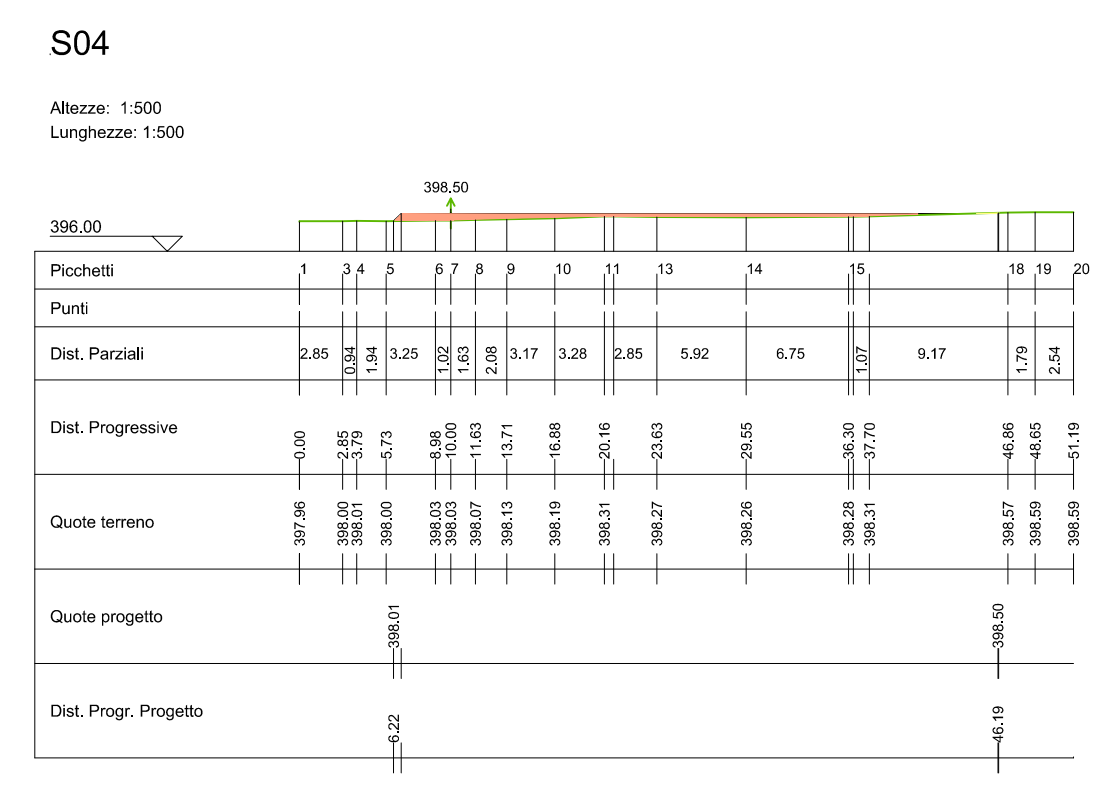 S04
Altezze: 1:500
Lunghezze: 1:500
398.50
396.00
Picchetti 1 3 4 5 6 7 8 9 10 11 13 14 15 18 19 20
Punti
Dist. Parziali 2.85 0.94 1.94 3.25 1.02 1.63 2.08 3.17 3.28 2.85 5.92 6.75 1.07 9.17 1.79 2.54
Dist. Progressive 0.00 2.85 3.79 5.73 8.98 10.00 11.63 13.71 16.88 20.16 23.63 29.55 36.30 37.70 46.86 48.65 51.19
Quote terreno 397.96 398.00 398.01 398.00 398.03 398.03 398.07 398.13 398.19 398.31 398.27 398.26 398.28 398.31 398.57 398.59 398.59
Quote progetto 398.01 398.50
Dist. Progr. Progetto 6.22 46.19